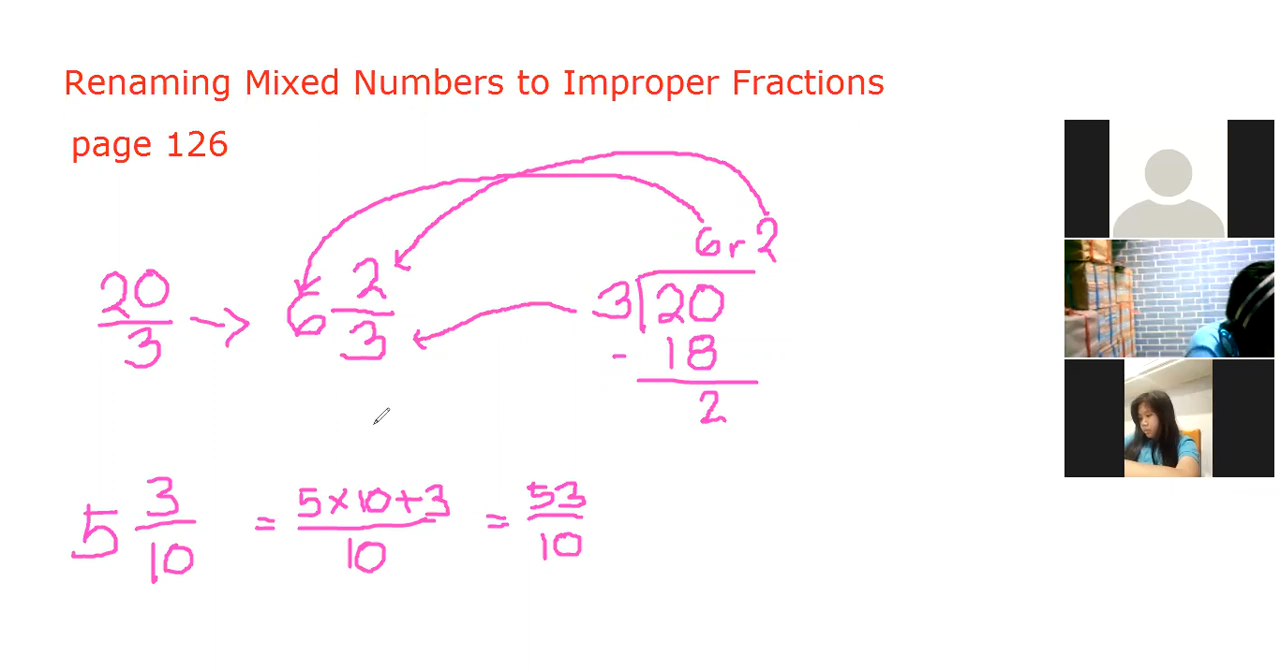 Renaming Mixed Numbers to Improper Fractions
page 126
20/3 → 6 2/3
6 r 2
3 20
- 18
2
5 3/10 = 5 × 10 + 3/10 = 53/10